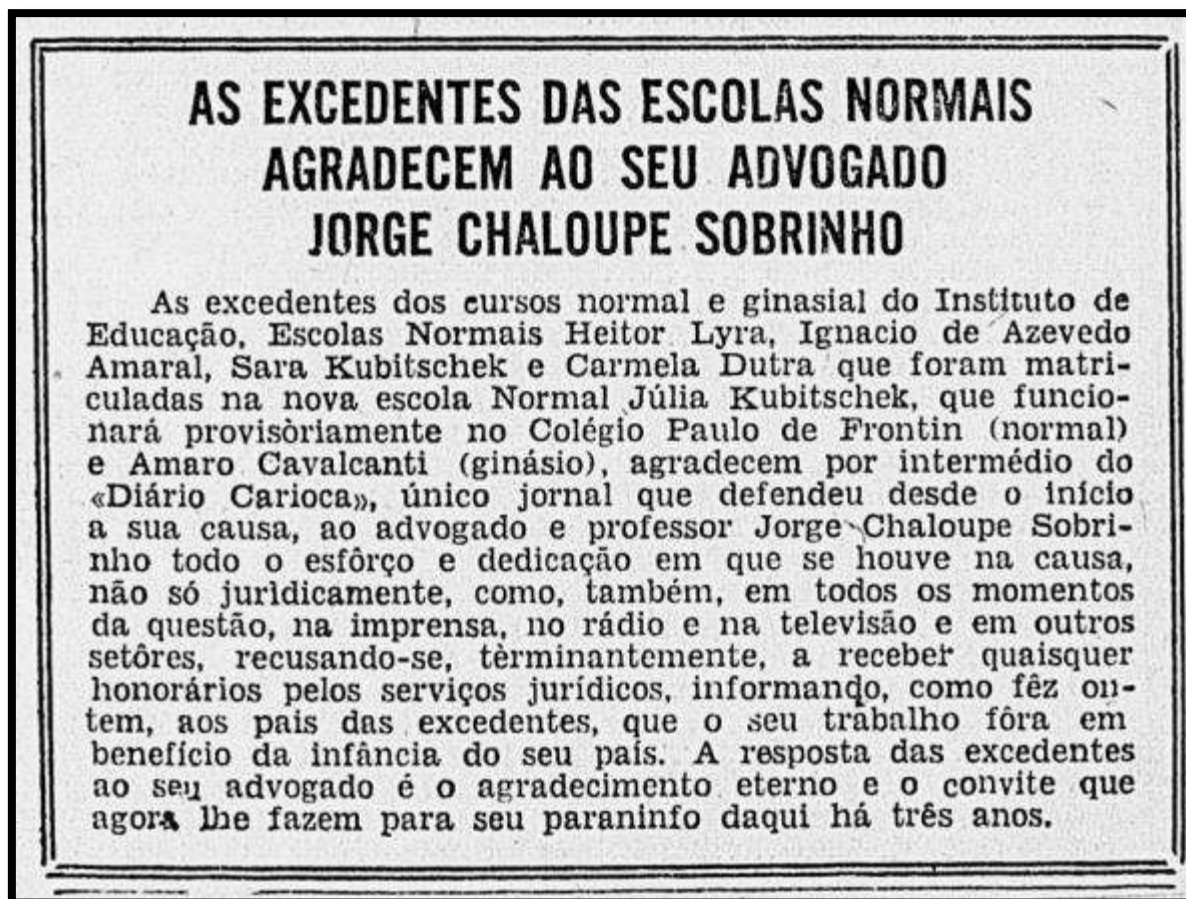 AS EXCEDENTES DAS ESCOLAS NORMAIS
AGRADECEM AO SEU ADVOGADO
JORGE CHALOUPE SOBRINHO
As excedentes dos cursos normal e ginasial do Instituto de
Educação, Escolas Normais Heitor Lyra, Ignacio de Azevedo
Amaral, Sara Kubitschek e Carmela Dutra que foram matri-
culadas na nova escola Normal Júlia Kubitschek, que funcio-
nará provisòriamente no Colégio Paulo de Frontin (normal)
e Amaro Cavalcanti (ginásio), agradecem por intermédio do
«Diário Carioca», único jornal que defendeu desde o início
a sua causa, ao advogado e professor Jorge Chaloupe Sobri-
nho todo o esfôrço e dedicação em que se houve na causa,
não só juridicamente, como, também, em todos os momentos
da questão, na imprensa, no rádio e na televisão e em outros
setôres, recusando-se, tèrminantemente, a receber quaisquer
honorários pelos serviços jurídicos, informando, como fêz on-
tem, aos pais das excedentes, que o seu trabalho fôra em
benefício da infância do seu país. A resposta das excedentes
ao seu advogado é o agradecimento eterno e o convite que
agora lhe fazem para seu paraninfo daqui há três anos.